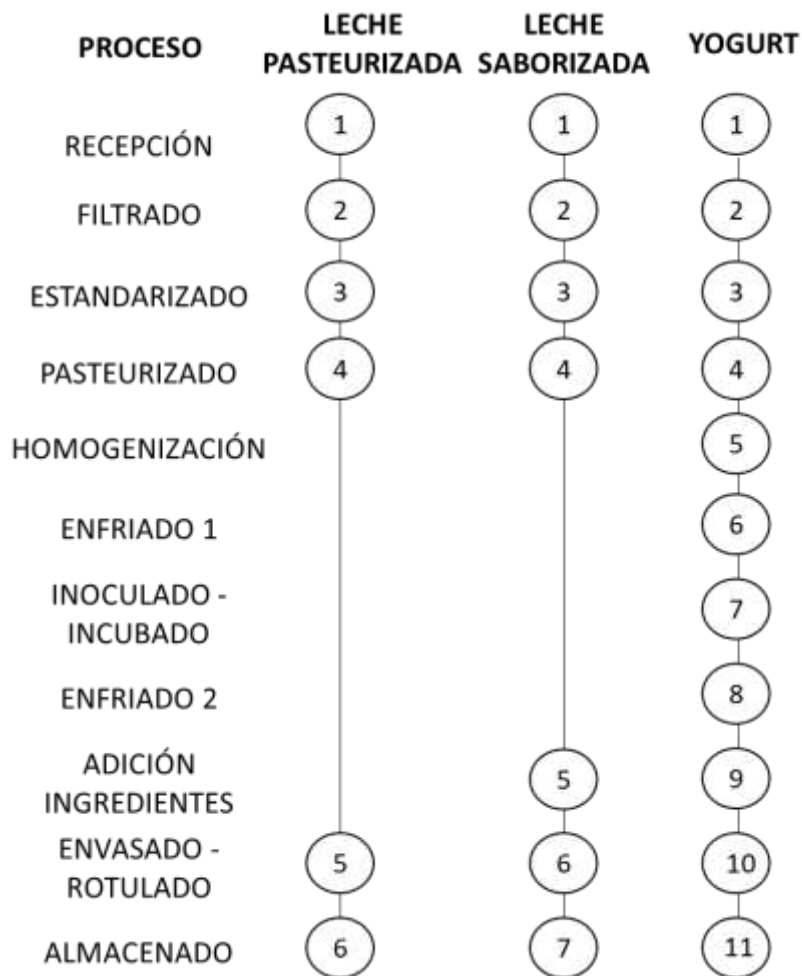 PROCESO
LECHE
PASTEURIZADA
LECHE
SABORIZADA
YOGURT
RECEPCIÓN 1 1 1
FILTRADO 2 2 2
ESTANDARIZADO 3 3 3
PASTEURIZADO 4 4 4
HOMOGENIZACIÓN 5
ENFRIADO 1 6
INOCULADO -
INCUBADO 7
ENFRIADO 2 8
ADICIÓN
INGREDIENTES 5 9
ENVASADO -
ROTULADO 5 6 10
ALMACENADO 6 7 11